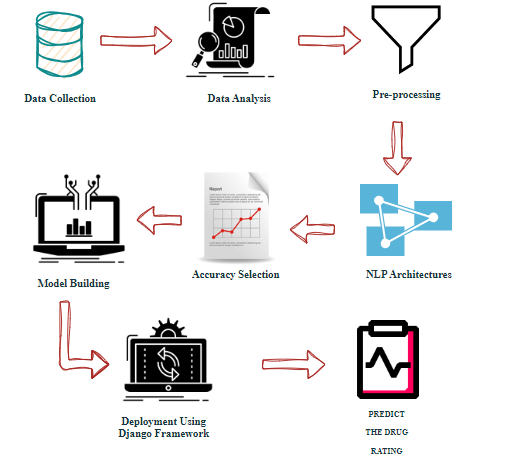 Data Collection
Data Analysis
Pre-processing
Report
Accuracy Selection
NLP Architectures
Model Building
Deployment Using
Django Framework
PREDICT
THE DRUG
RATING